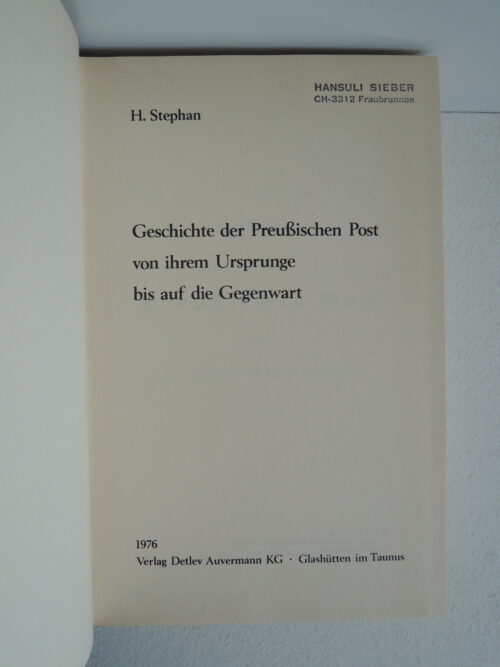 HANSULI SIEBER
CH-3312 Fraubrunnen
H. Stephan
Geschichte der Preußischen Post
von ihrem Ursprunge
bis auf die Gegenwart
1976
Verlag Detlev Auvermann KG · Glashütten im Taunus